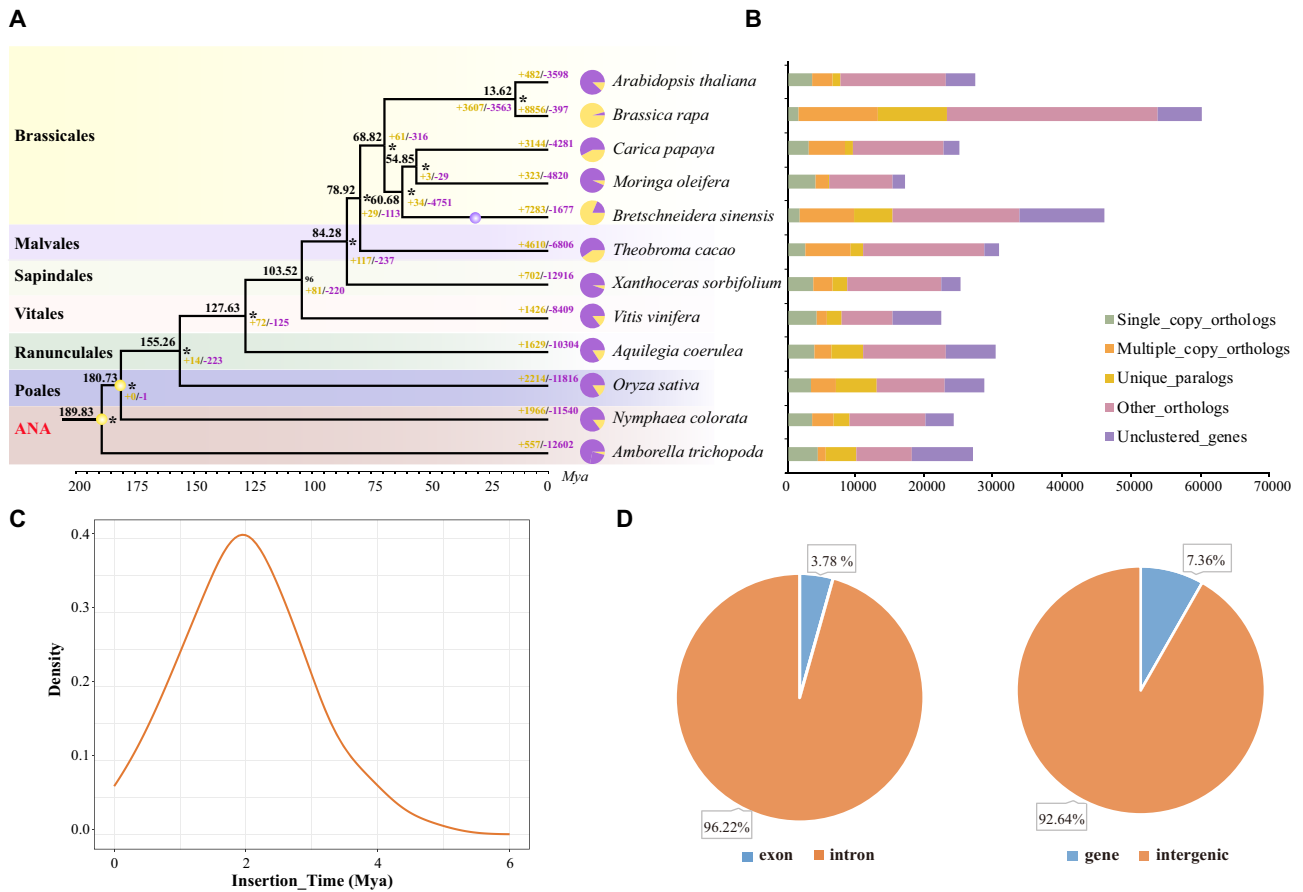 A
Brassicales
Malvales
Sapindales
Vitales
Ranunculales
Poales
ANA
189.83
180.73
155.26
127.63
103.52
84.28
78.92
68.82
13.62
54.85
60.68
*
*
*
*
96
*
*
*
*
*
*
+0/-1
+14/-223
+72/-125
+81/-220
+117/-237
+29/-113
+61/-316
+3607/-3563
+3/-29
+34/-4751
+482/-3598
+8856/-397
+3144/-4281
+323/-4820
+7283/-1677
+4610/-6806
+702/-12916
+1426/-8409
+1629/-10304
+2214/-11816
+1966/-11540
+557/-12602
Arabidopsis thaliana
Brassica rapa
Carica papaya
Moringa oleifera
Bretschneidera sinensis
Theobroma cacao
Xanthoceras sorbifolium
Vitis vinifera
Aquilegia coerulea
Oryza sativa
Nymphaea colorata
Amborella trichopoda
200 175 150 125 100 75 50 25 0 Mya
B
Single_copy_orthologs
Multiple_copy_orthologs
Unique_paralogs
Other_orthologs
Unclustered_genes
0 10000 20000 30000 40000 50000 60000 70000
C
Density
0.4
0.3
0.2
0.1
0.0
0 2 4 6
Insertion_Time (Mya)
D
3.78 %
96.22%
exon intron
7.36%
92.64%
gene intergenic